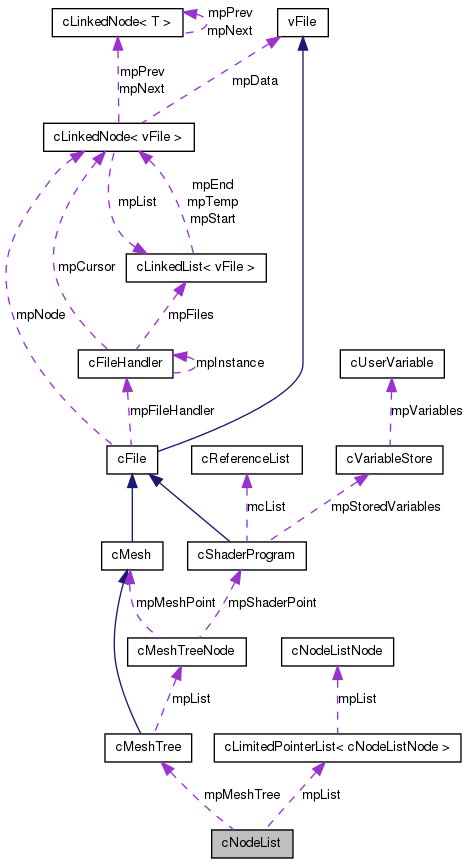 cLinkedNode< T >
mpPrev
mpNext
vFile
mpPrev
mpNext
mpData
cLinkedNode< vFile >
mpList
mpEnd
mpTemp
mpStart
cLinkedList< vFile >
mpCursor
mpNode
mpFiles
cFileHandler
mpInstance
cUserVariable
mpFileHandler
mpVariables
cFile
cReferenceList
cVariableStore
mcList
mpStoredVariables
cMesh
cShaderProgram
mpMeshPoint
mpShaderPoint
cMeshTreeNode
cNodeListNode
mpList
mpList
cMeshTree
cLimitedPointerList< cNodeListNode >
mpMeshTree
mpList
cNodeList